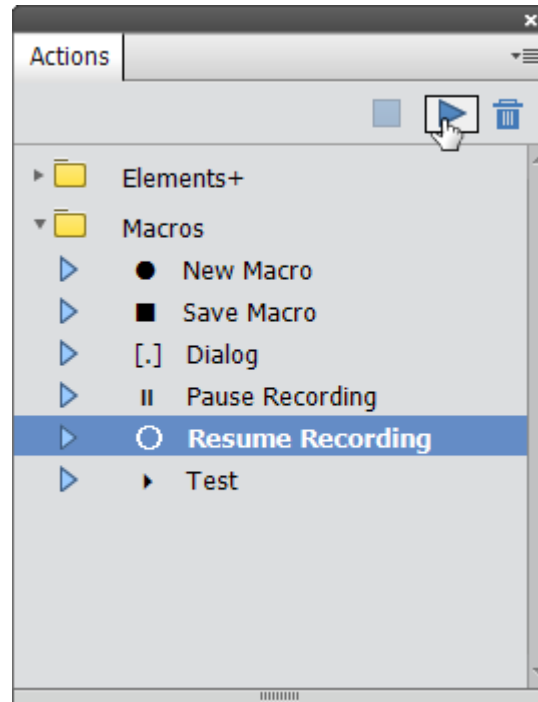 Actions
Elements+
Macros
New Macro
Save Macro
[.] Dialog
Pause Recording
Resume Recording
Test